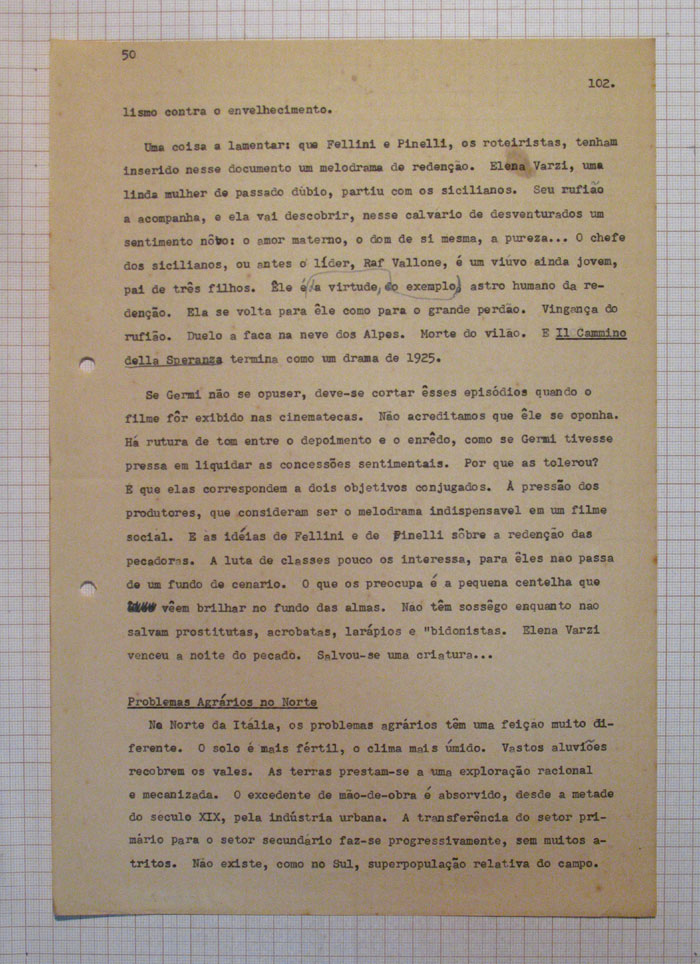 50
102.
lismo contra o envelhecimento.
Uma coisa a lamentar: que Fellini e Pinelli, os roteiristas, tenham
inserido nesse documento um melodrama de redenção. Elena Varzi, uma
linda mulher de passado dúbio, partiu com os sicilianos. Seu rufião
a acompanha, e ela vai descobrir, nesse calvário de desventurados um
sentimento nôvo: o amor materno, o dom de si mesma, a pureza... O chefe
dos sicilianos, ou antes o líder, Raf Vallone, é um viúvo ainda jovem,
pai de três filhos. Êle é a virtude, do exemplo, astro humano da re-
denção. Ela se volta para êle como para o grande perdão. Vingança do
rufião. Duelo a faca na neve dos Alpes. Morte do vilão. E Il Cammino
della Speranza termina como um drama de 1925.
Se Germi não se opuser, deve-se cortar êsses episódios quando o
filme fôr exibido nas cinematecas. Não acreditamos que êle se oponha.
Há rutura de tom entre o depoimento e o enrêdo, como se Germi tivesse
pressa em liquidar as concessões sentimentais. Por que as tolerou?
É que elas correspondem a dois objetivos conjugados. À pressão dos
produtores, que consideram ser o melodrama indispensavel em um filme
social. E as idéias de Fellini e de Pinelli sôbre a redenção das
pecadoras. A luta de classes pouco os interessa, para êles nao passa
de um fundo de cenario. O que os preocupa é a pequena centelha que
vêem brilhar no fundo das almas. Nao têm sossêgo enquanto nao
salvam prostitutas, acrobatas, larápios e "bidonistas. Elena Varzi
venceu a noite do pecado. Salvou-se uma criatura...
Problemas Agrários no Norte
No Norte da Itália, os problemas agrários têm uma feição muito di-
ferente. O solo é mais fértil, o clima mais úmido. Vastos aluviões
recobrem os vales. As terras prestam-se a uma exploração racional
e mecanizada. O excedente de mão-de-obra é absorvido, desde a metade
do seculo XIX, pela indústria urbana. A transferência do setor pri-
mário para o setor secundário faz-se progressivamente, sem muitos a-
tritos. Não existe, como no Sul, superpopulação relativa do campo.